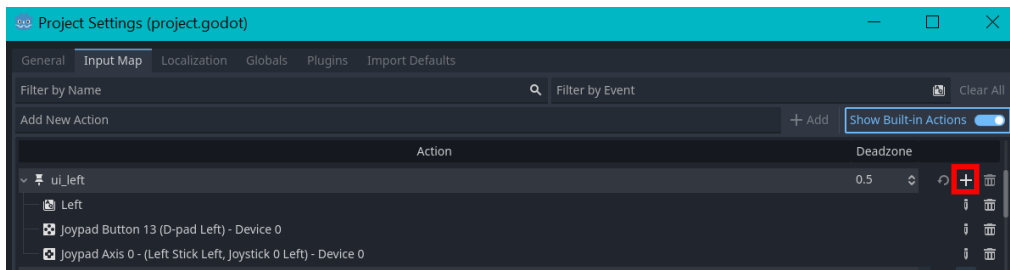 Project Settings (project.godot)
General Input Map Localization Globals Plugins Import Defaults
Filter by Name Filter by Event Clear All
Add New Action + Add Show Built-in Actions
Action Deadzone
ui_left 0.5
Left
Joypad Button 13 (D-pad Left) - Device 0
Joypad Axis 0 - (Left Stick Left, Joystick 0 Left) - Device 0